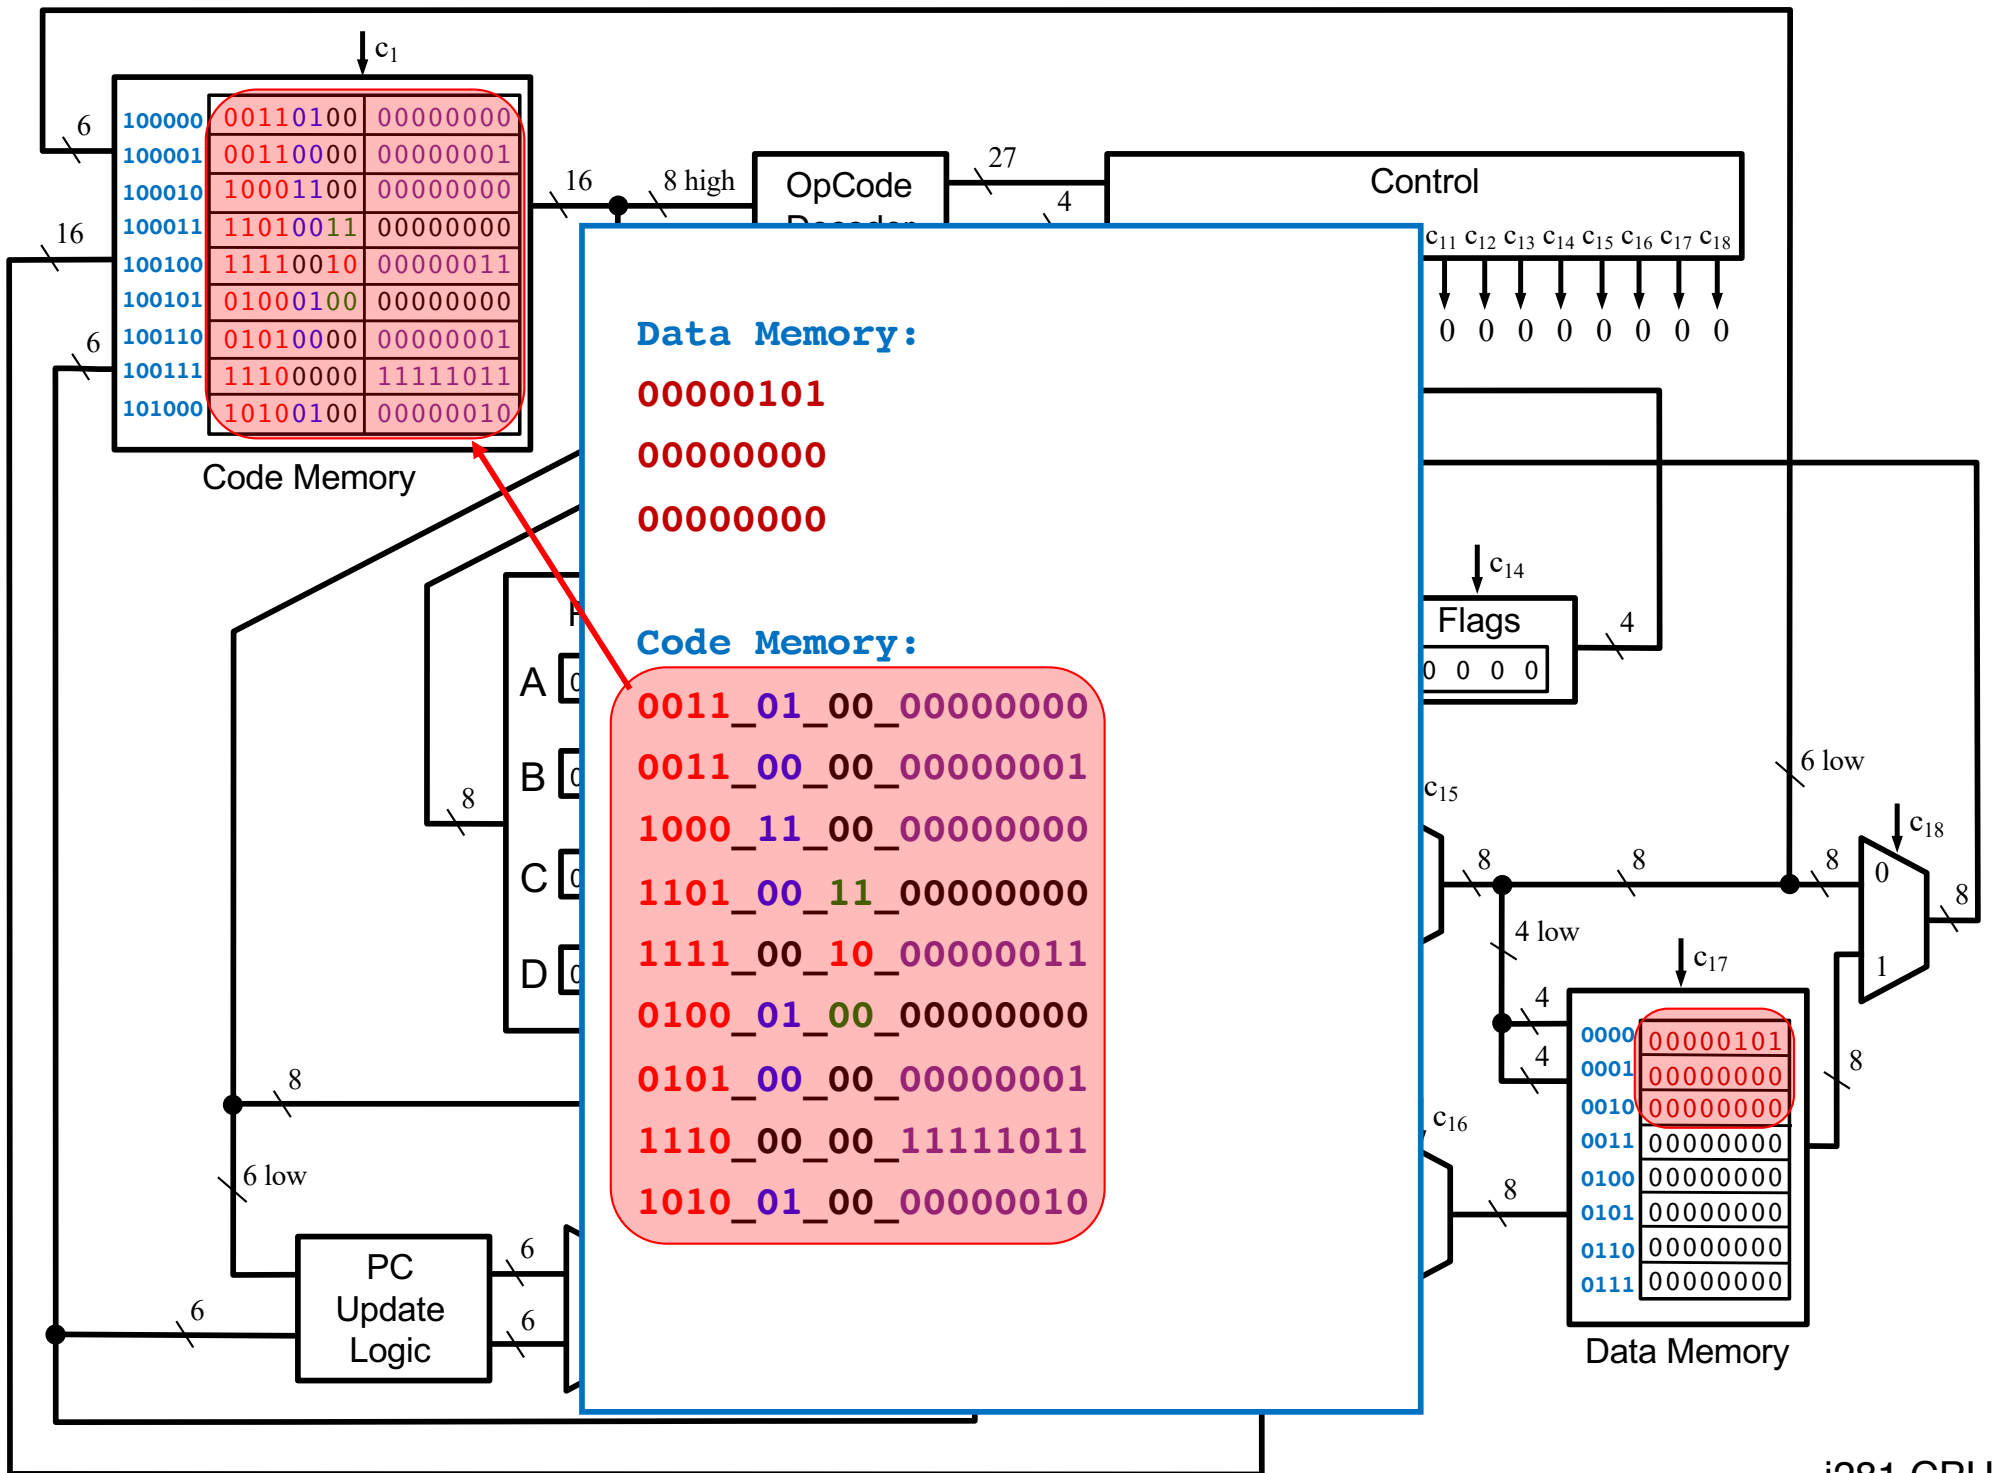 c1
6
16
6
100000 00110100 00000000
100001 00110000 00000001
100010 10001100 00000000
100011 11010011 00000000
100100 11110010 00000011
100101 01000100 00000000
100110 01010000 00000001
100111 11100000 11111011
101000 10100100 00000010
Code Memory
16
8 high
OpCode
27
4
Control
c11 c12 c13 c14 c15 c16 c17 c18
0 0 0 0 0 0 0 0
Data Memory:
00000101
00000000
00000000
Code Memory:
0011_01_00_00000000
0011_00_00_00000001
1000_11_00_00000000
1101_00_11_00000000
1111_00_10_00000011
0100_01_00_00000000
0101_00_00_00000001
1110_00_00_11111011
1010_01_00_00000010
A
B
C
D
8
8
6 low
6
PC
Update
Logic
6
6
c14
Flags
0 0 0 0
4
c15
8
8
8
6 low
c18
0
1
8
4 low
4
4
c17
c16
8
0000 00000101
0001 00000000
0010 00000000
0011 00000000
0100 00000000
0101 00000000
0110 00000000
0111 00000000
8
Data Memory